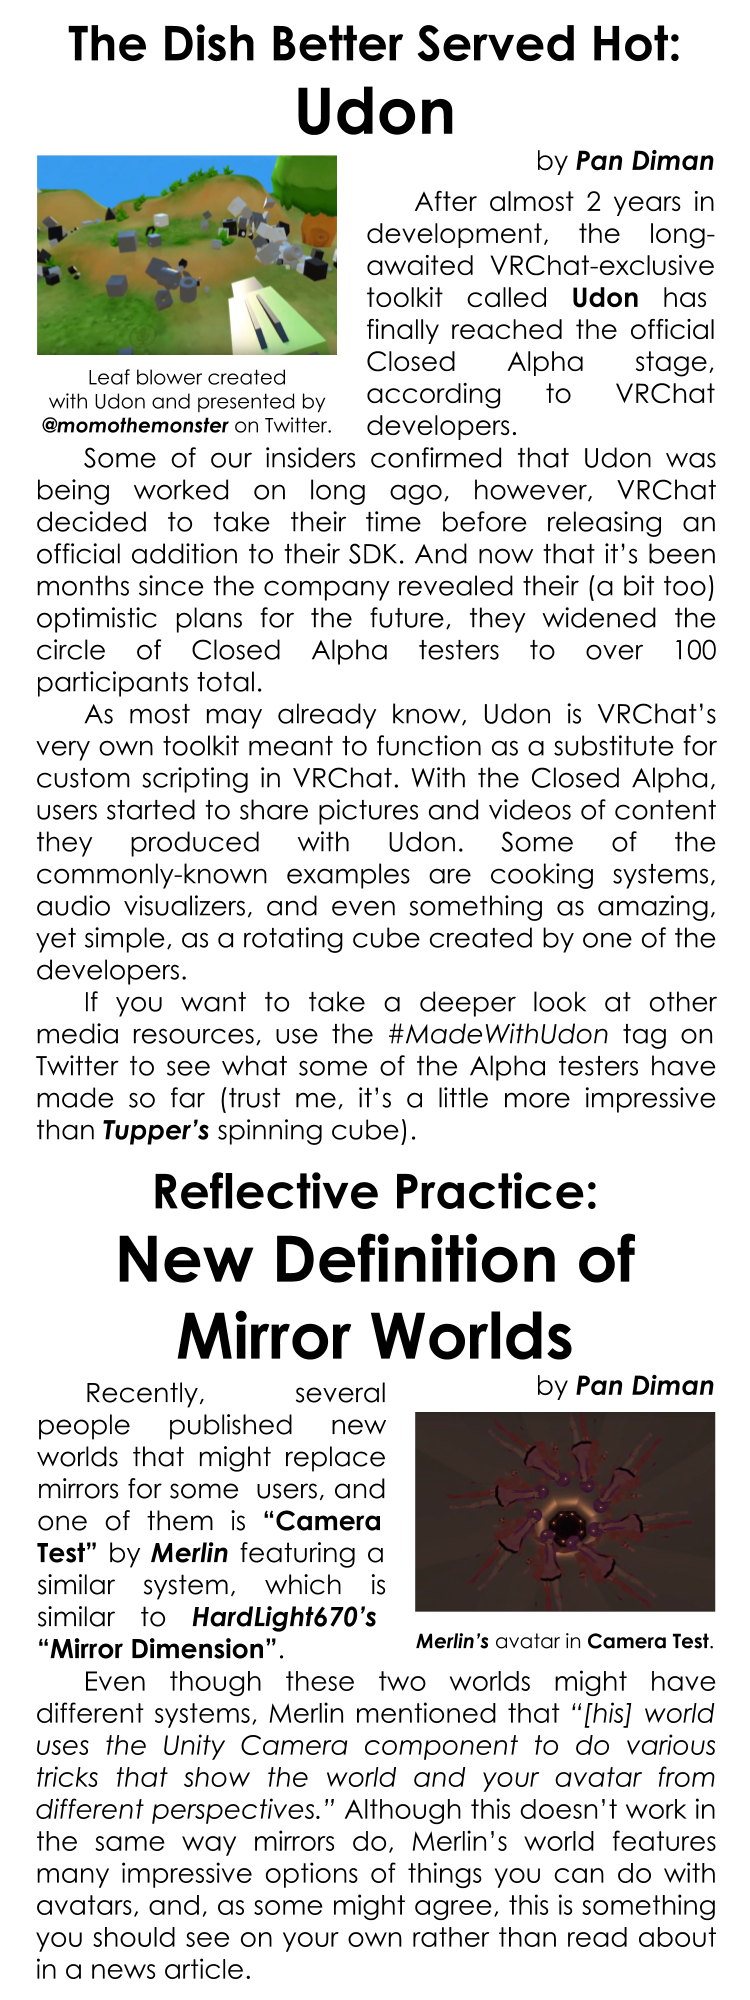 The Dish Better Served Hot:
Udon
by Pan Diman
Leaf blower created
with Udon and presented by
@momothemonster on Twitter.
After almost 2 years in
development, the long-
awaited VRChat-exclusive
toolkit called Udon has
finally reached the official
Closed Alpha stage,
according to VRChat
developers.
Some of our insiders confirmed that Udon was
being worked on long ago, however, VRChat
decided to take their time before releasing an
official addition to their SDK. And now that it’s been
months since the company revealed their (a bit too)
optimistic plans for the future, they widened the
circle of Closed Alpha testers to over 100
participants total.
As most may already know, Udon is VRChat’s
very own toolkit meant to function as a substitute for
custom scripting in VRChat. With the Closed Alpha,
users started to share pictures and videos of content
they produced with Udon. Some of the
commonly-known examples are cooking systems,
audio visualizers, and even something as amazing,
yet simple, as a rotating cube created by one of the
developers.
If you want to take a deeper look at other
media resources, use the #MadeWithUdon tag on
Twitter to see what some of the Alpha testers have
made so far (trust me, it’s a little more impressive
than Tupper’s spinning cube).
Reflective Practice:
New Definition of
Mirror Worlds
by Pan Diman
Recently, several
people published new
worlds that might replace
mirrors for some users, and
one of them is “Camera
Test” by Merlin featuring a
similar system, which is
similar to HardLight670’s
“Mirror Dimension”.
Merlin’s avatar in Camera Test.
Even though these two worlds might have
different systems, Merlin mentioned that “[his] world
uses the Unity Camera component to do various
tricks that show the world and your avatar from
different perspectives.” Although this doesn’t work in
the same way mirrors do, Merlin’s world features
many impressive options of things you can do with
avatars, and, as some might agree, this is something
you should see on your own rather than read about
in a news article.